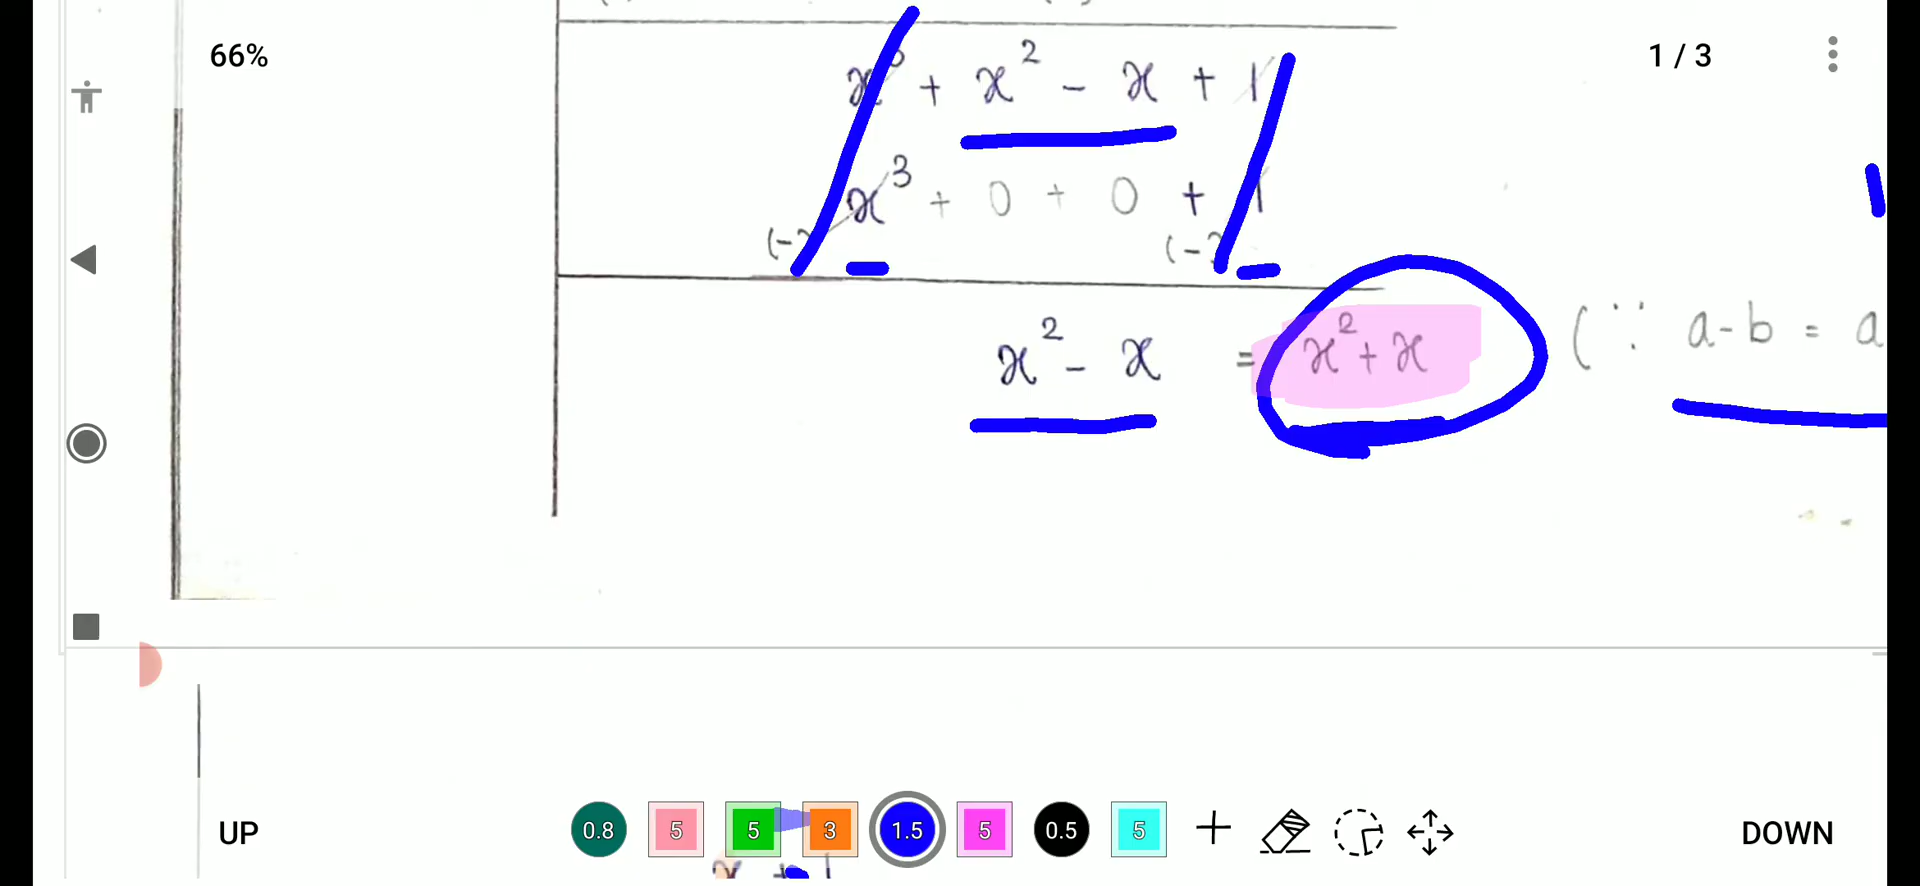 66%
1 / 3
x³ + x² - x + 1
x³ + 0 + 0 + 1
(-) (-)
x² - x = x² + x (∵ a-b = a
UP 0.8 5 5 3 1.5 5 0.5 5 + DOWN
x + 1